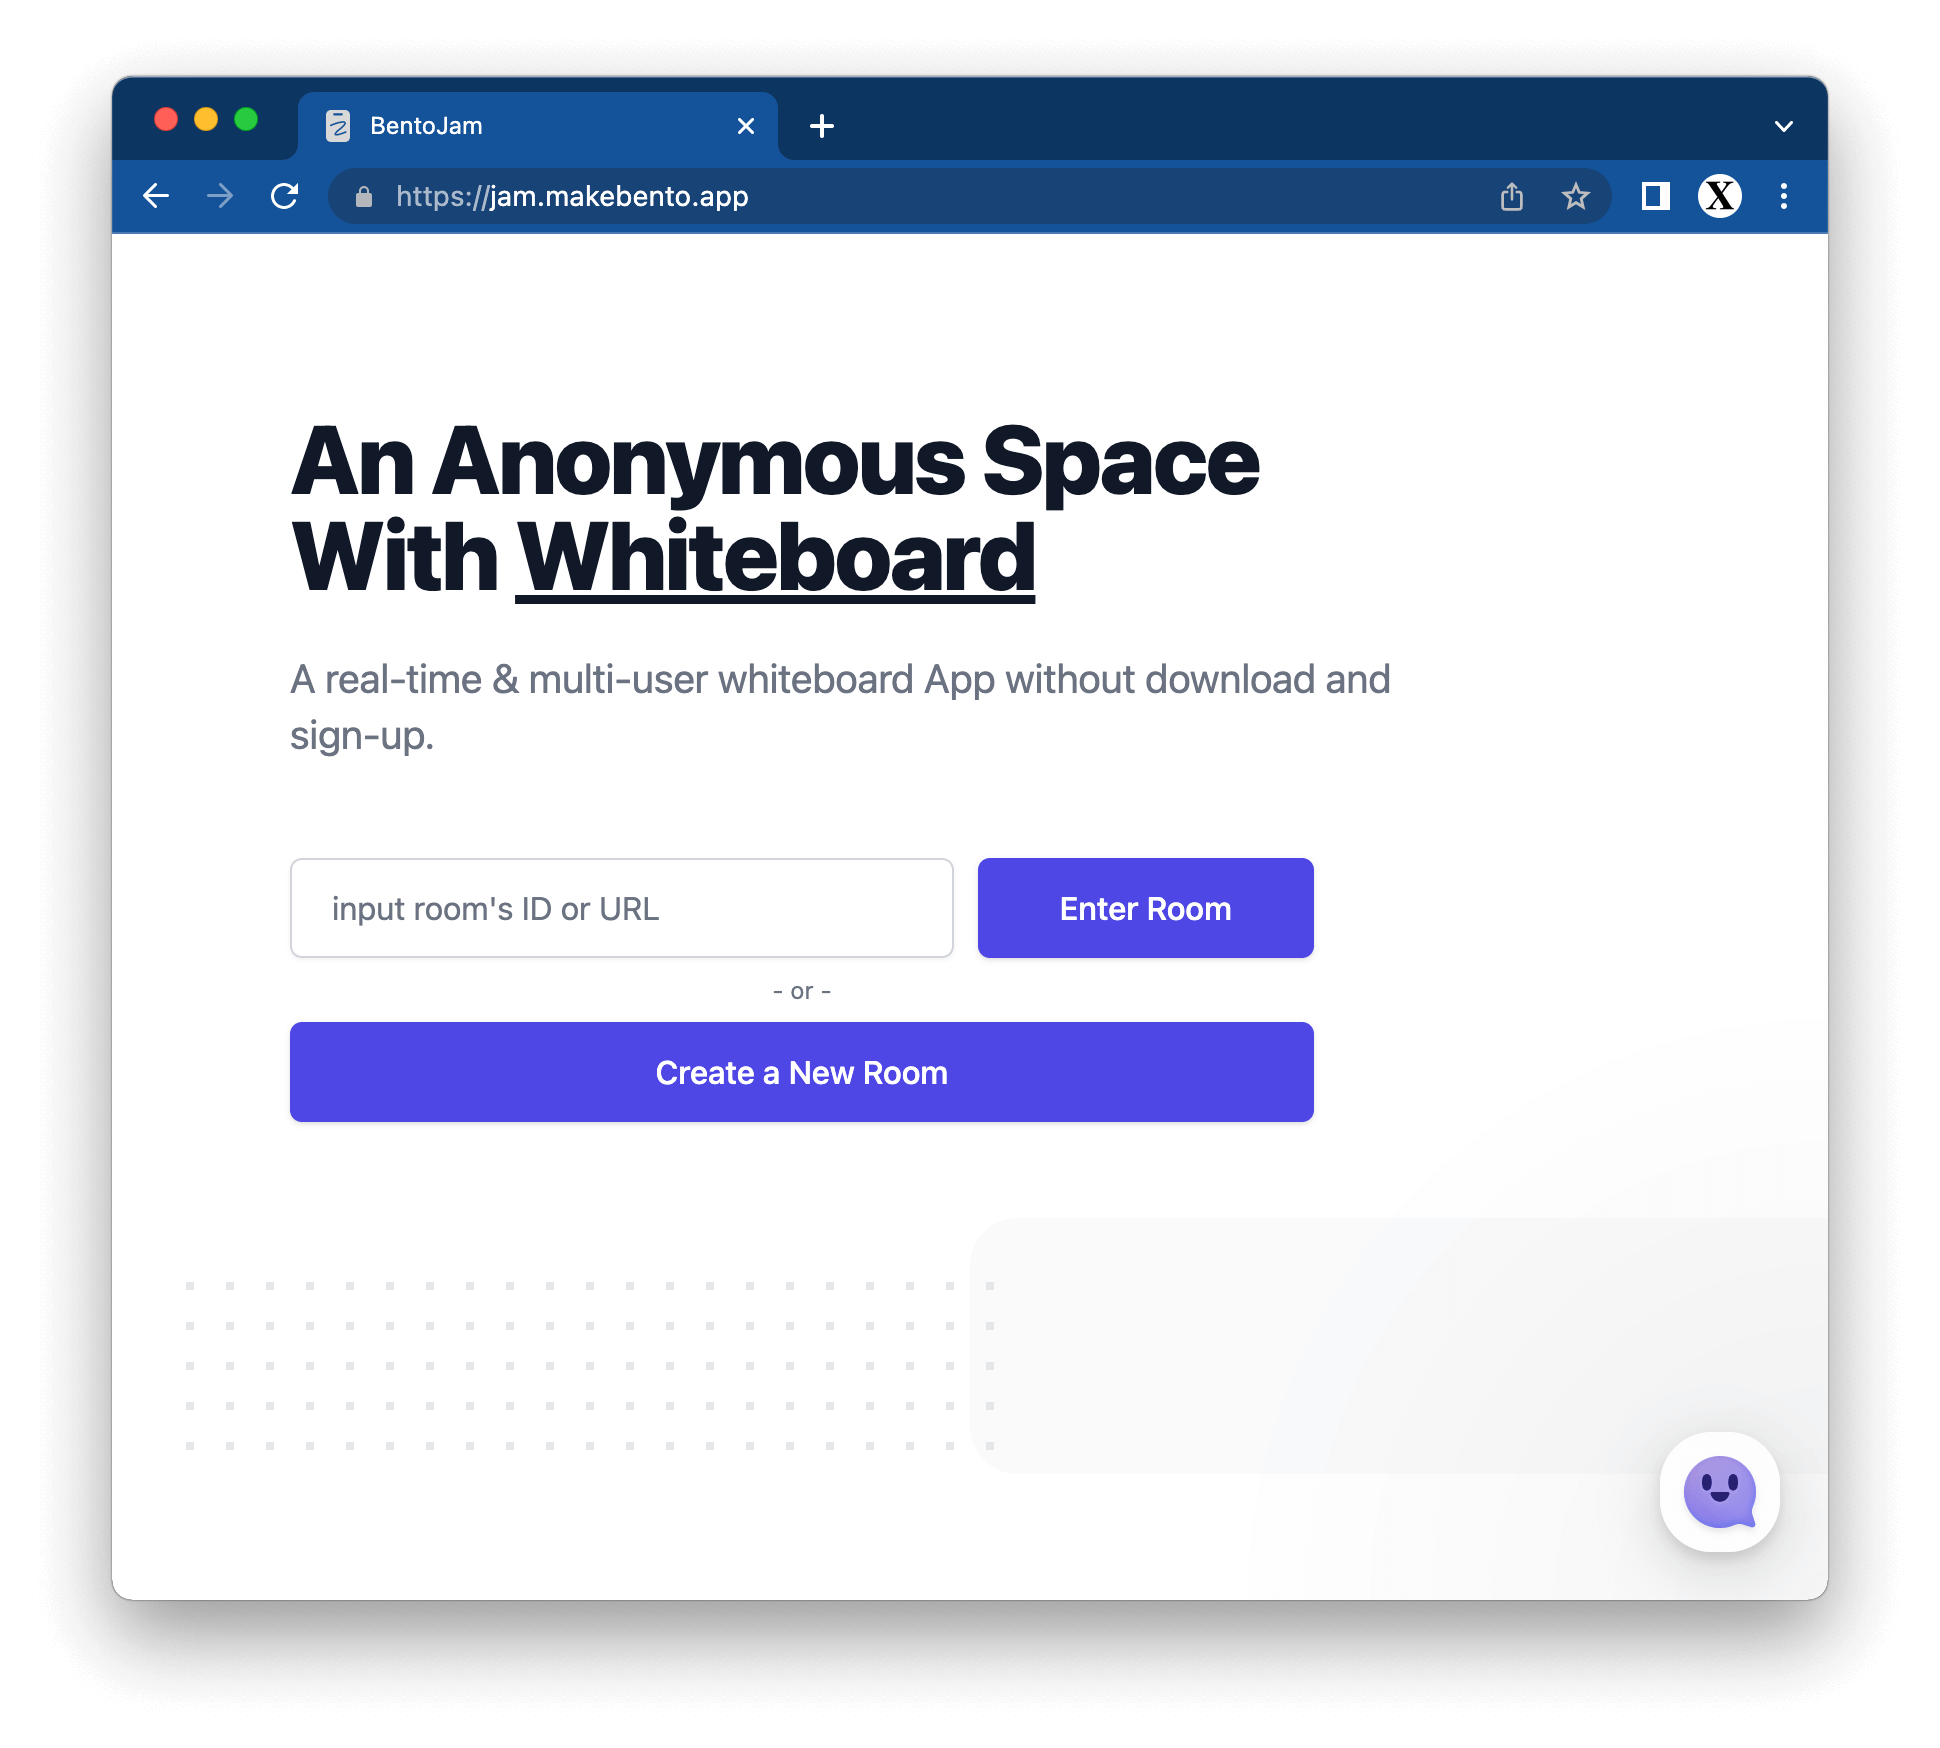 BentoJam
https://jam.makebento.app
X
An Anonymous Space
With Whiteboard
A real-time & multi-user whiteboard App without download and
sign-up.
input room's ID or URL
Enter Room
- or -
Create a New Room